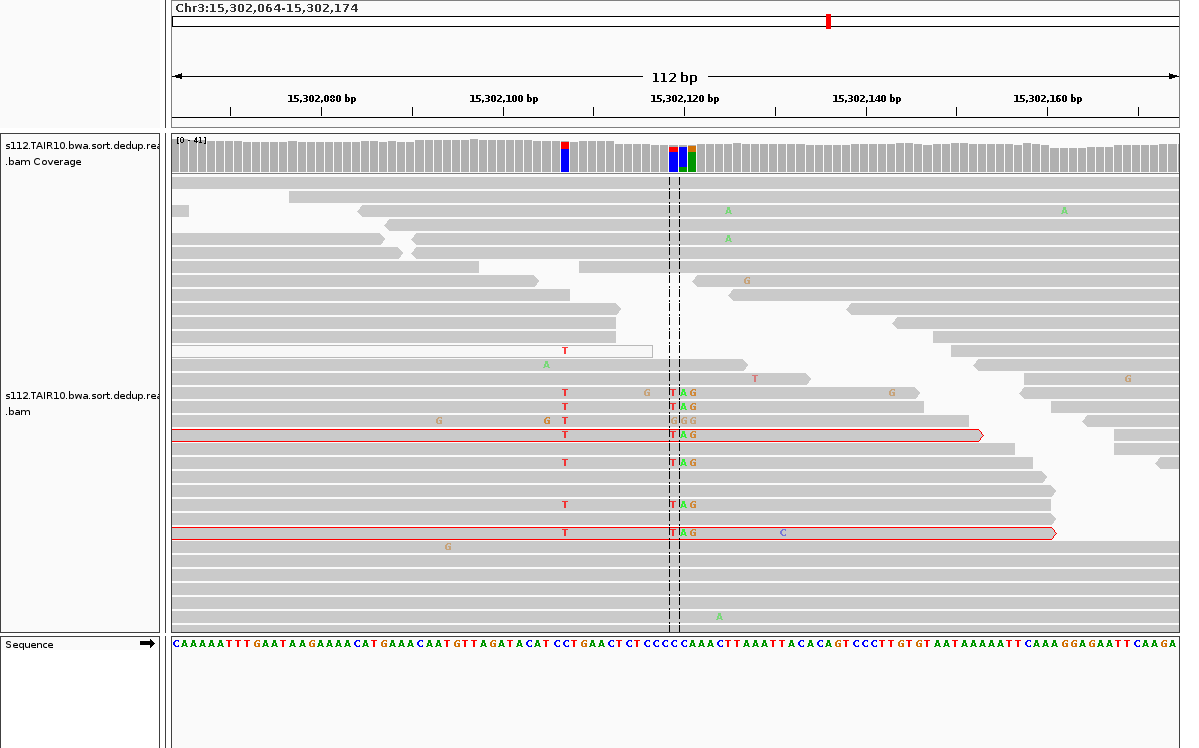 Chr3:15,302,064-15,302,174
112 bp
15,302,080 bp 15,302,100 bp 15,302,120 bp 15,302,140 bp 15,302,160 bp
s112.TAIR10.bwa.sort.dedup.rea
.bam Coverage
[0 - 41]
A A
A
G
T
A
T G
T G T A G G
T T A G
G G T G G G
T T A G
T T A G
T T A G
T T A G C
G
A
s112.TAIR10.bwa.sort.dedup.rea
.bam
Sequence
CAAAAATTTGAATAAGAAAACATGAAACAATGTTAGATACATCCTGAACTCTCCCCCAAACTTAAATTACACAGTCCCTTGTGTAATAAAAATTCAAAGGAGAATTCAAGA